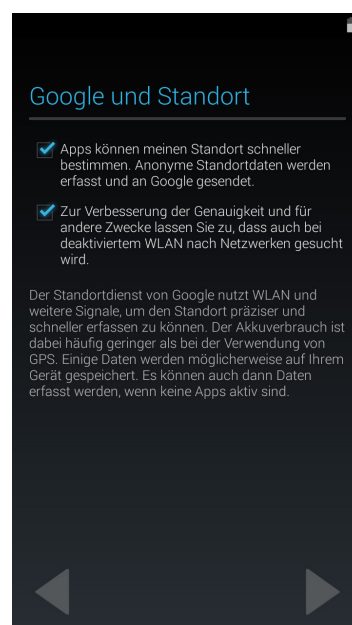 Google und Standort
Apps können meinen Standort schneller
bestimmen. Anonyme Standortdaten werden
erfasst und an Google gesendet.
Zur Verbesserung der Genauigkeit und für
andere Zwecke lassen Sie zu, dass auch bei
deaktiviertem WLAN nach Netzwerken gesucht
wird.
Der Standortdienst von Google nutzt WLAN und
weitere Signale, um den Standort präziser und
schneller erfassen zu können. Der Akkuverbrauch ist
dabei häufig geringer als bei der Verwendung von
GPS. Einige Daten werden möglicherweise auf Ihrem
Gerät gespeichert. Es können auch dann Daten
erfasst werden, wenn keine Apps aktiv sind.